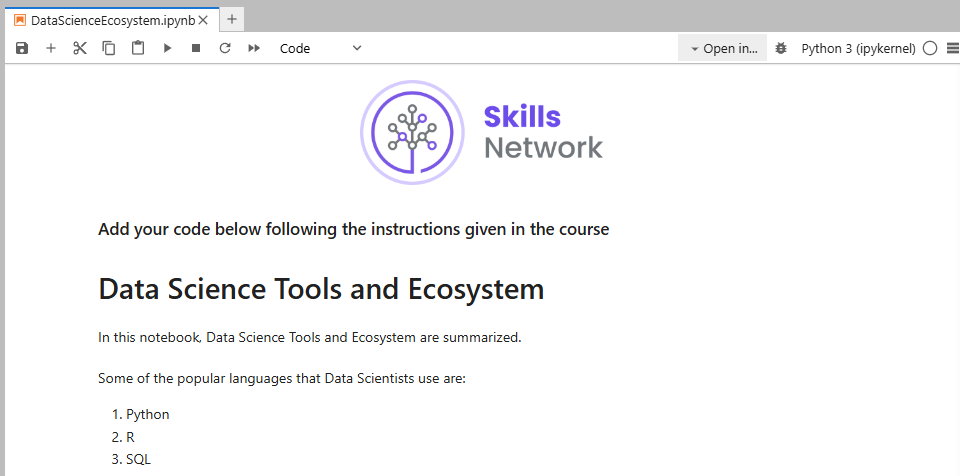 DataScienceEcosystem.ipynb
Code
Open in...
Python 3 (ipykernel)
Skills
Network
Add your code below following the instructions given in the course
Data Science Tools and Ecosystem
In this notebook, Data Science Tools and Ecosystem are summarized.
Some of the popular languages that Data Scientists use are:
1. Python
2. R
3. SQL